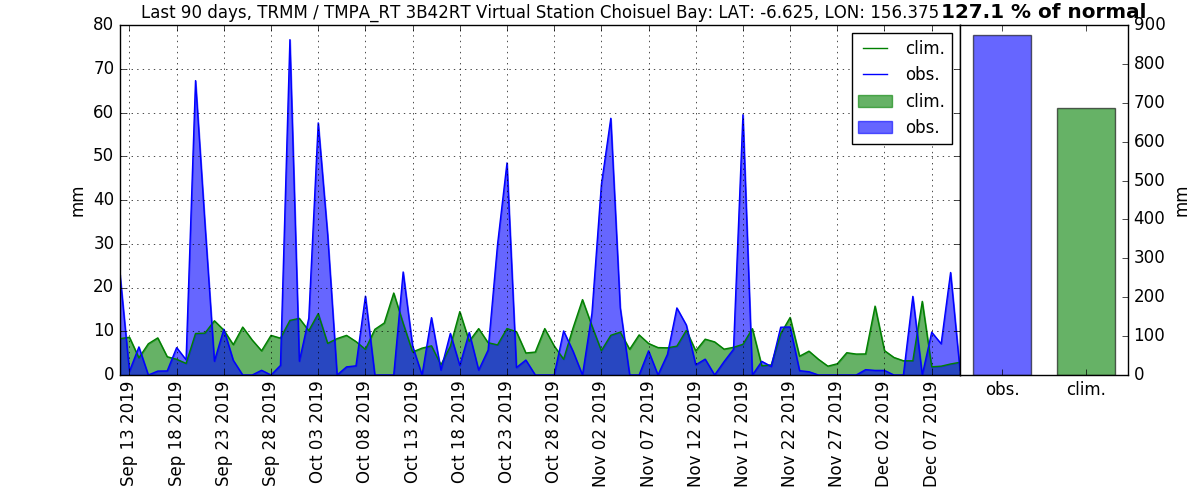 Last 90 days, TRMM / TMPA_RT 3B42RT Virtual Station Choisuel Bay: LAT: -6.625, LON: 156.375
127.1 % of normal
80
70
60
50
40
30
20
10
0
mm
clim.
obs.
clim.
obs.
Sep 13 2019
Sep 18 2019
Sep 23 2019
Sep 28 2019
Oct 03 2019
Oct 08 2019
Oct 13 2019
Oct 18 2019
Oct 23 2019
Oct 28 2019
Nov 02 2019
Nov 07 2019
Nov 12 2019
Nov 17 2019
Nov 22 2019
Nov 27 2019
Dec 02 2019
Dec 07 2019
900
800
700
600
500
400
300
200
100
0
mm
obs.
clim.